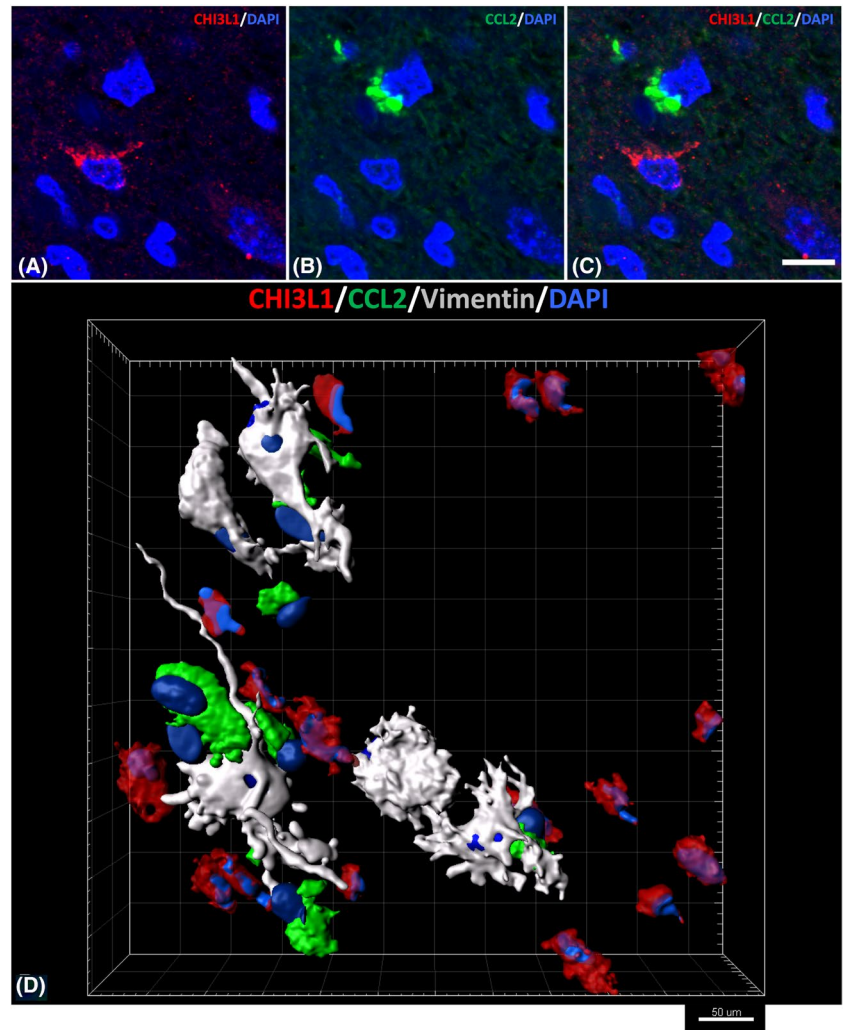 CHI3L1/DAPI
CCL2/DAPI
CHI3L1/CCL2/DAPI
(A)
(B)
(C)
CHI3L1/CCL2/Vimentin/DAPI
(D)
50 um